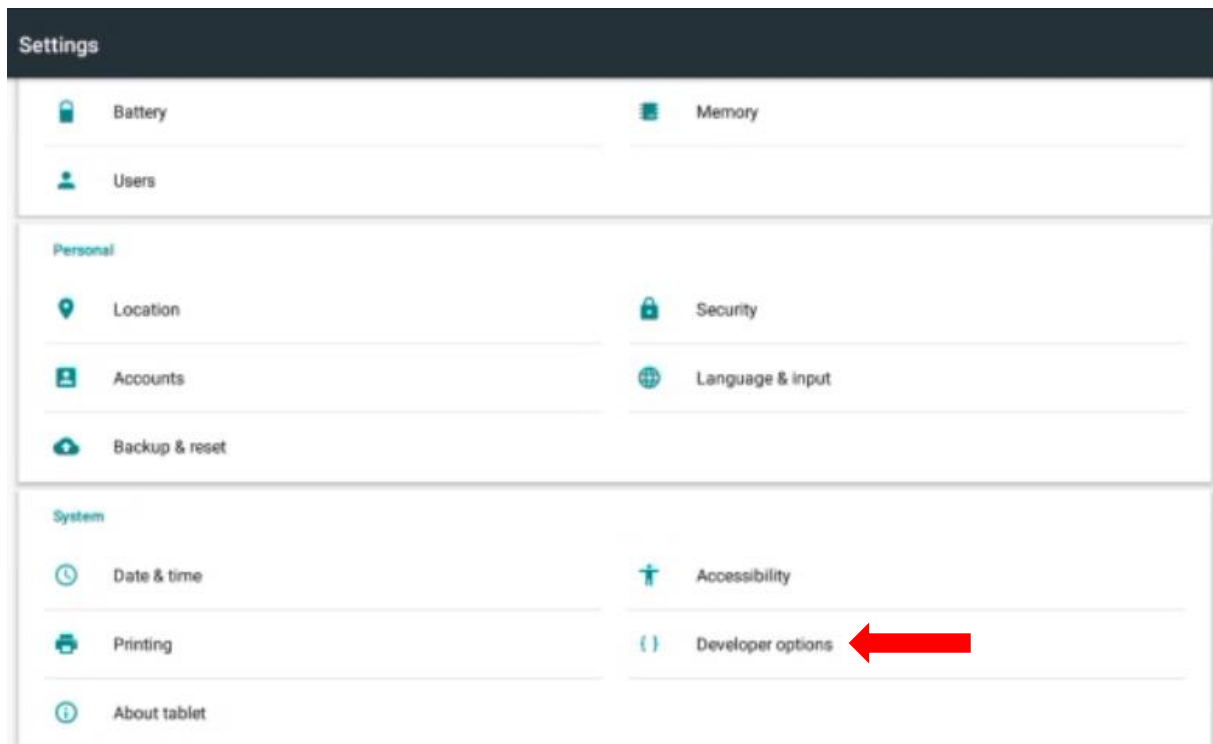 Settings
Battery
Memory
Users
Personal
Location
Security
Accounts
Language & input
Backup & reset
System
Date & time
Accessibility
Printing
{ } Developer options
About tablet